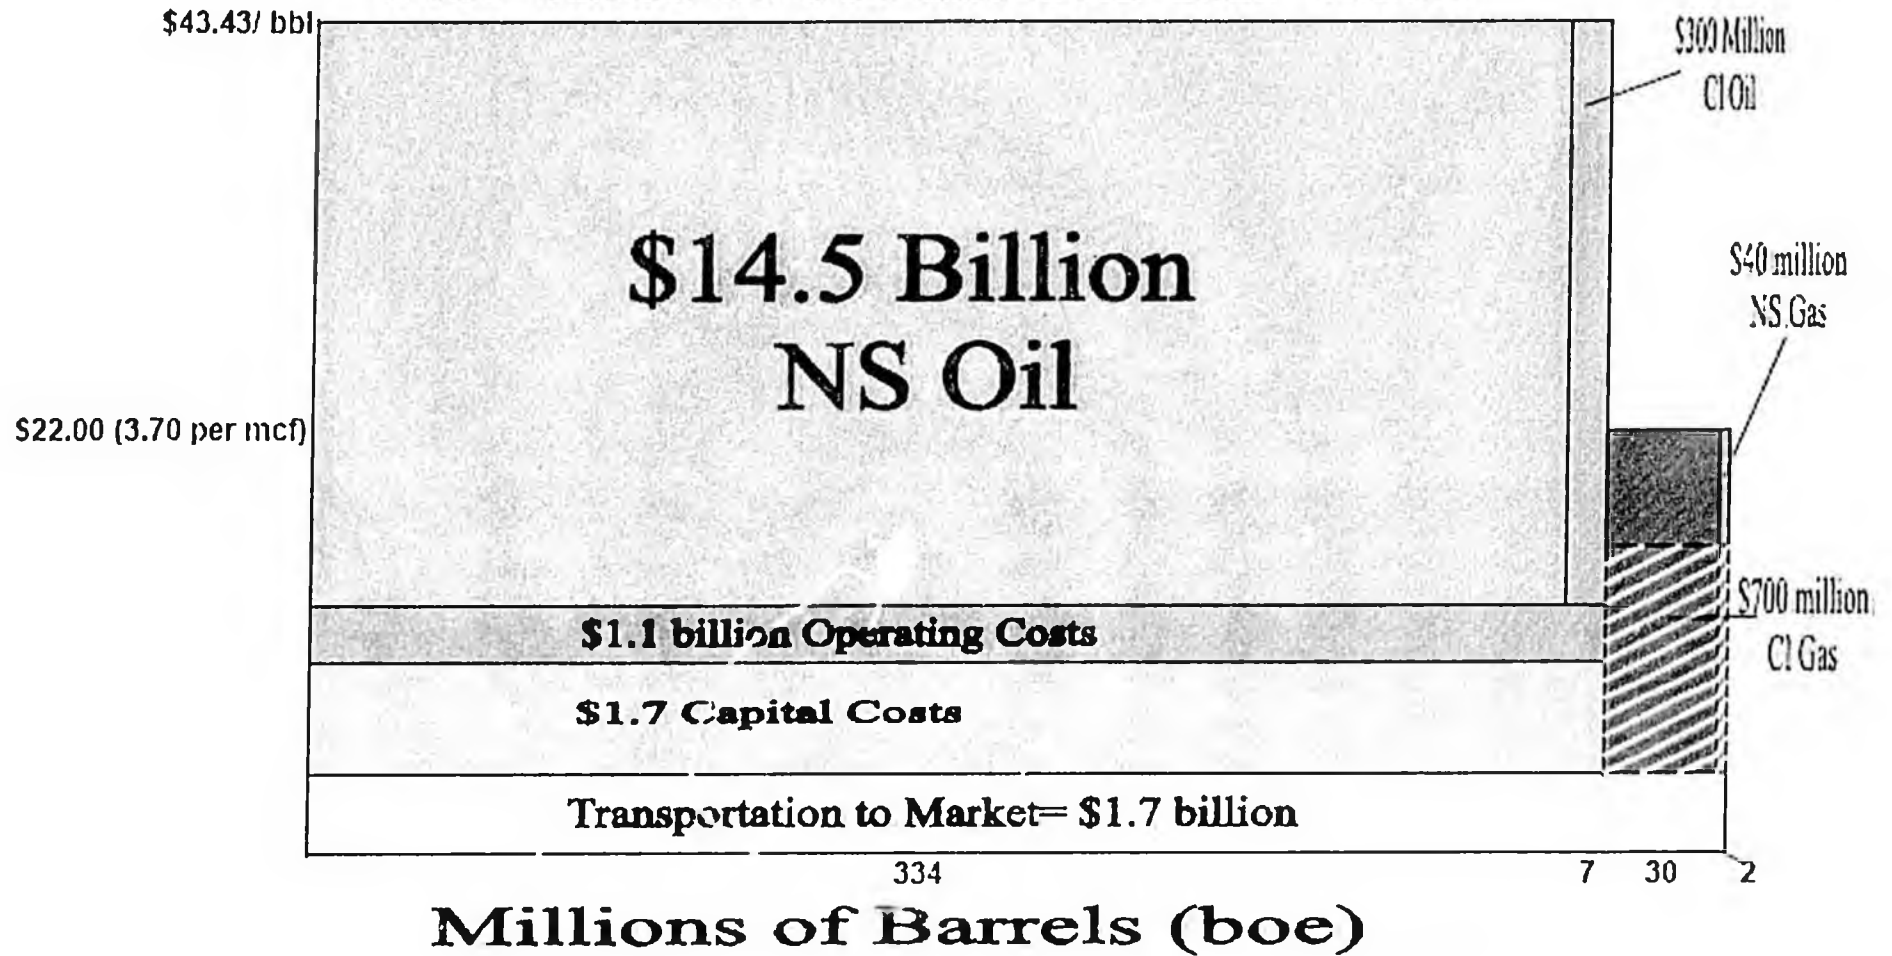 $43.43/ bbl
$300 Million
CI Oil
$14.5 Billion
NS Oil
$40 million
NS Gas
$22.00 (3.70 per mcf)
$1.1 billion Operating Costs
$700 million
CI Gas
$1.7 Capital Costs
Transportation to Market= $1.7 billion
334 7 30 2
Millions of Barrels (boe)